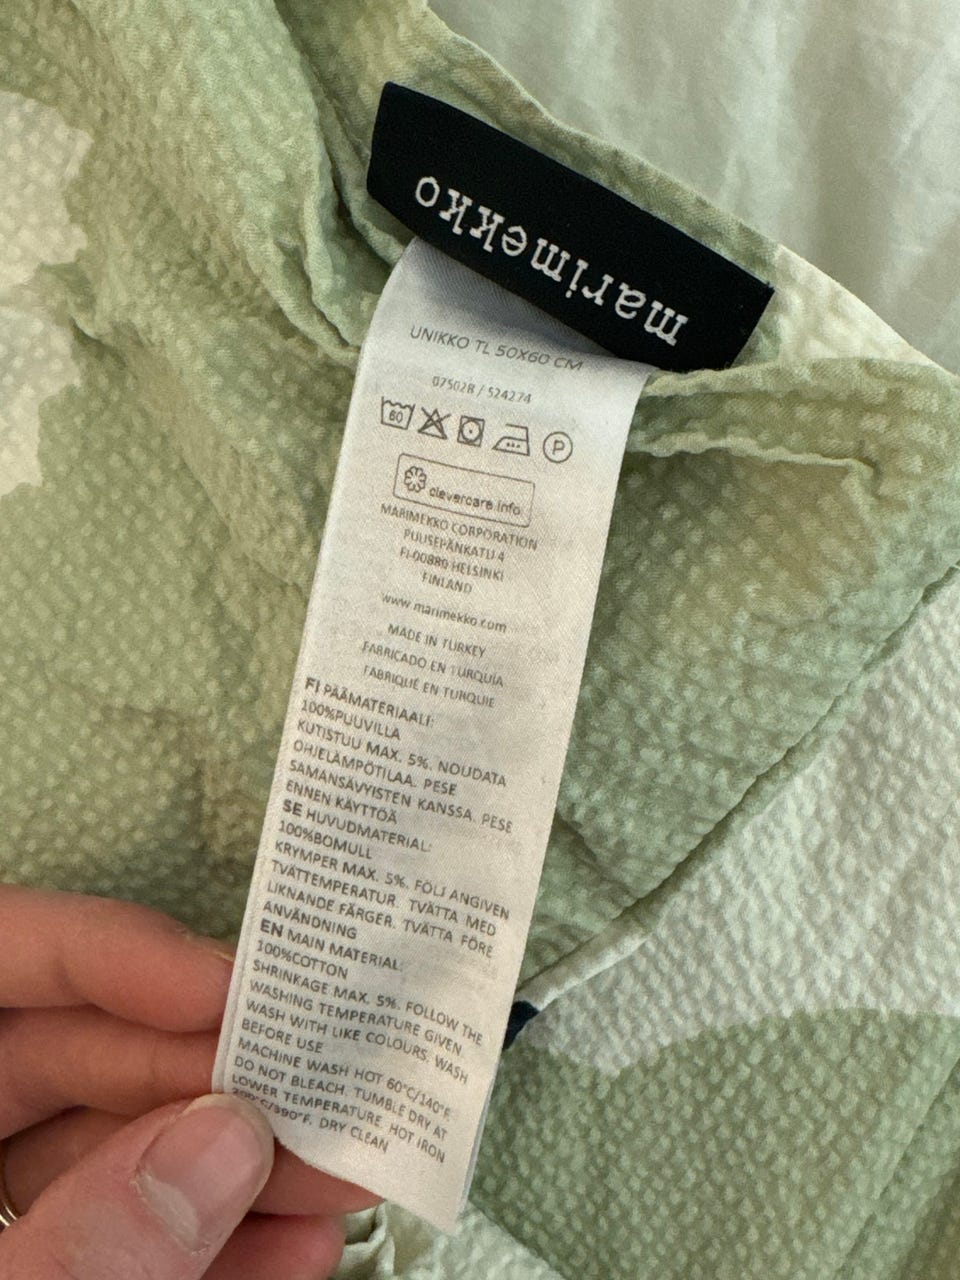 marimekko
UNIKKO TL 50X60 CM
07502R / 524274
60
P
clevercare.info
MARIMEKKO CORPORATION
PUUSEPÄNKATU 4
FI-00880 HELSINKI
FINLAND
www.marimekko.com
MADE IN TURKEY
FABRICADO EN TURQUIA
FABRIQUÉ EN TURQUIE
FI PÄÄMATERIAALI:
100%PUUVILLA
KUTISTUU MAX. 5%. NOUDATA
OHJELÄMPÖTILAA. PESE
SAMANSÄVYISTEN KANSSA. PESE
ENNEN KÄYTTÖÄ
SE HUVUDMATERIAL:
100%BOMULL
KRYMPER MAX. 5%. FÖLJ ANGIVEN
TVÄTTEMPERATUR. TVÄTTA MED
LIKNANDE FÄRGER. TVÄTTA FÖRE
ANVÄNDNING
EN MAIN MATERIAL:
100%COTTON
SHRINKAGE MAX. 5%. FOLLOW THE
WASHING TEMPERATURE GIVEN.
WASH WITH LIKE COLOURS. WASH
BEFORE USE
MACHINE WASH HOT 60°C/140°F.
DO NOT BLEACH. TUMBLE DRY AT
LOWER TEMPERATURE. HOT IRON
200°C/390°F. DRY CLEAN